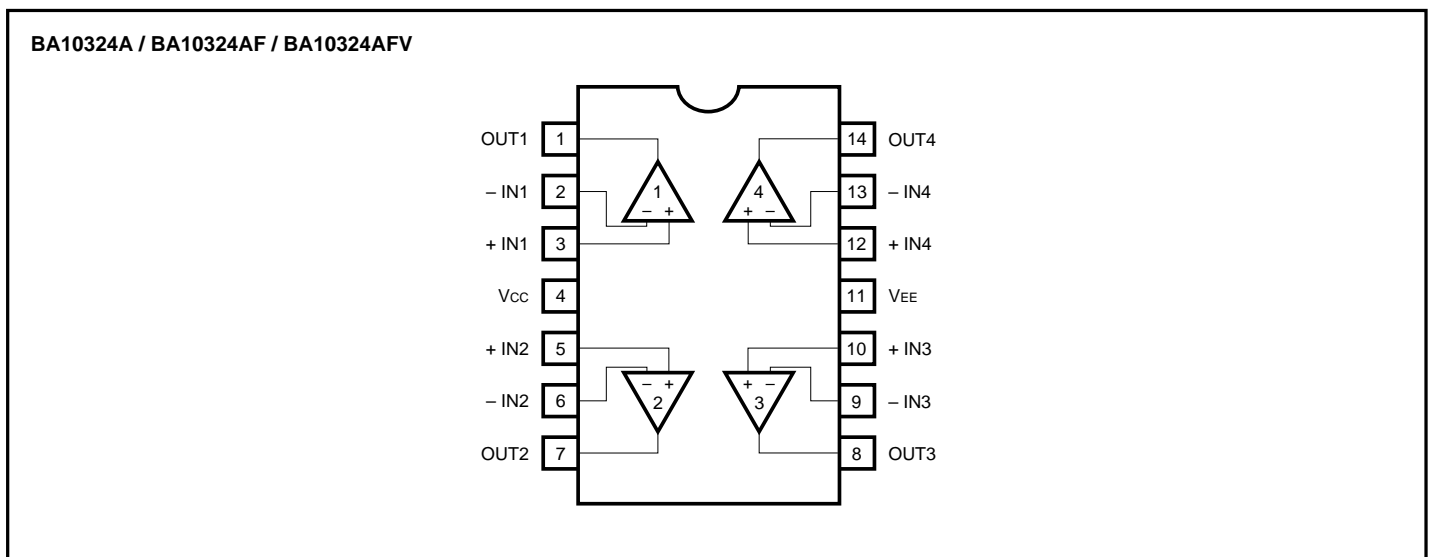 BA10324A / BA10324AF / BA10324AFV
OUT1 1 14 OUT4
– IN1 2 1 4 13 – IN4
– + + –
+ IN1 3 12 + IN4
VCC 4 11 VEE
+ IN2 5 10 + IN3
– + + –
– IN2 6 2 3 9 – IN3
OUT2 7 8 OUT3